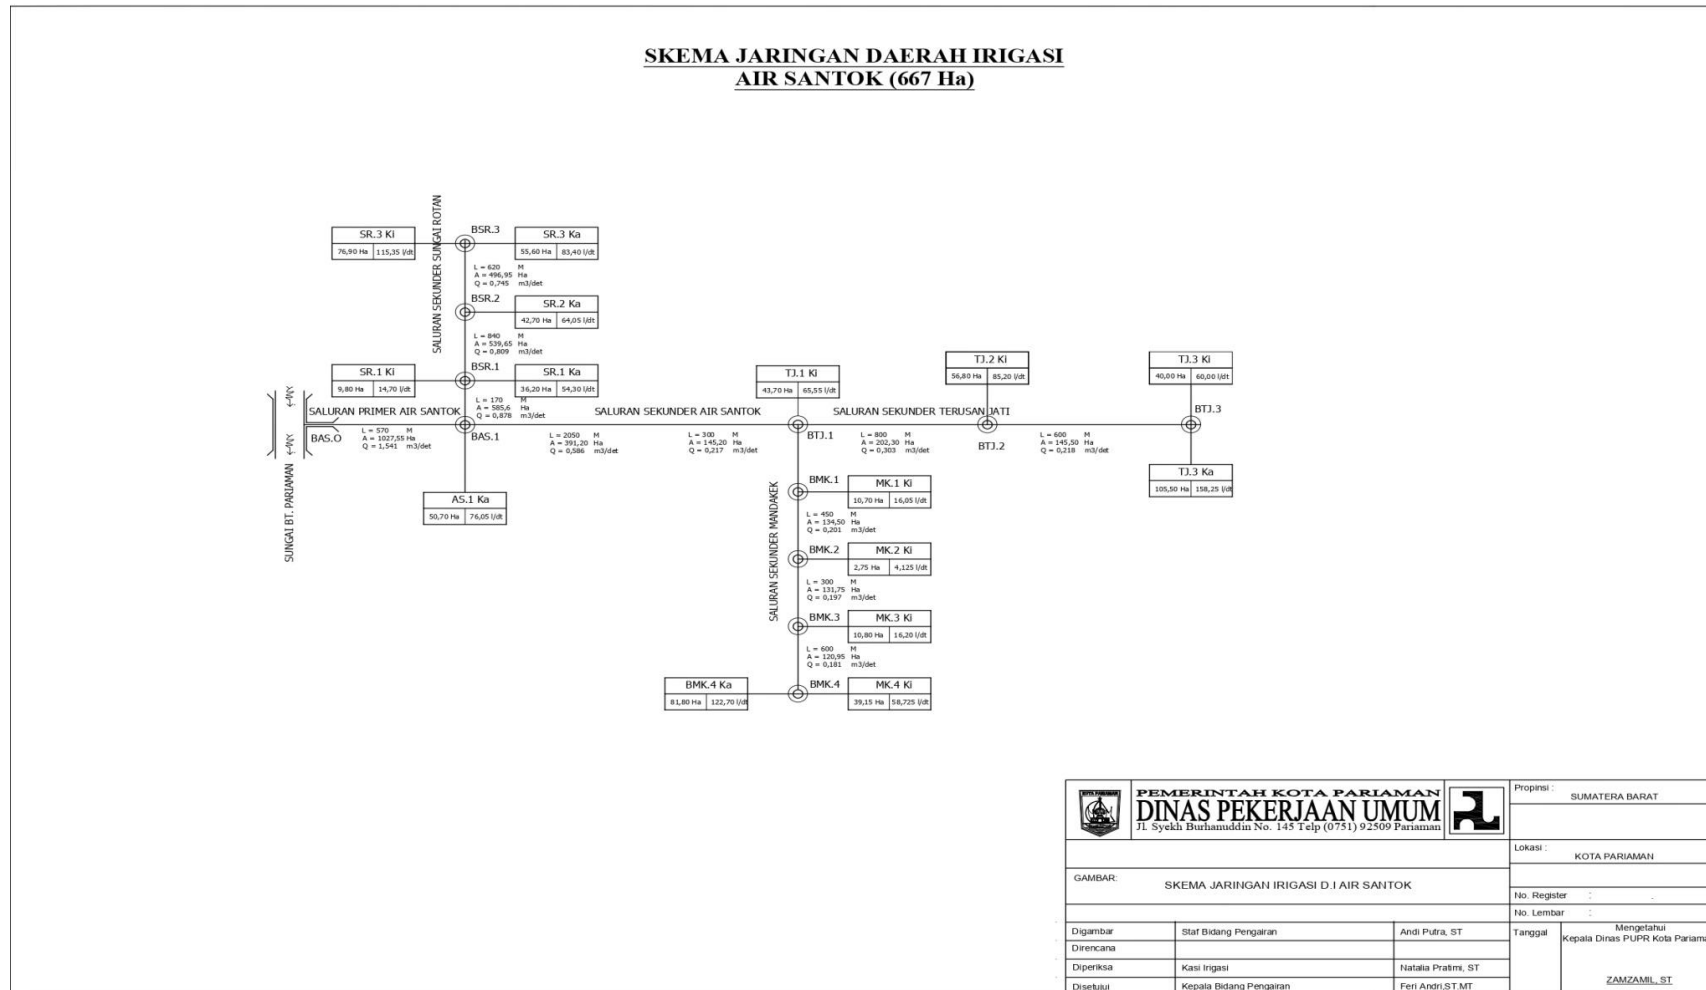 SKEMA JARINGAN DAERAH IRIGASI
AIR SANTOK (667 Ha)
SALURAN SEKUNDER SUNGAI ROTAN
SR.3 Ki
76,90 Ha 115,35 l/dt
BSR.3
SR.3 Ka
55,60 Ha 83,40 l/dt
L = 620 M
A = 496,95 Ha
Q = 0,745 m3/det
BSR.2
SR.2 Ka
42,70 Ha 64,05 l/dt
L = 840 M
A = 539,65 Ha
Q = 0,809 m3/det
SR.1 Ki
9,80 Ha 14,70 l/dt
BSR.1
SR.1 Ka
36,20 Ha 54,30 l/dt
L = 170 M
A = 585,6 Ha
Q = 0,878 m3/det
SUNGAI BT. PARIAMAN
BAS.O
SALURAN PRIMER AIR SANTOK
L = 570 M
A = 1027,55 Ha
Q = 1,541 m3/det
BAS.1
AS.1 Ka
50,70 Ha 76,05 l/dt
SALURAN SEKUNDER AIR SANTOK
L = 2050 M
A = 391,20 Ha
Q = 0,586 m3/det
L = 300 M
A = 145,20 Ha
Q = 0,217 m3/det
TJ.1 Ki
43,70 Ha 65,55 l/dt
BTJ.1
SALURAN SEKUNDER TERUSAN JATI
L = 800 M
A = 202,30 Ha
Q = 0,303 m3/det
TJ.2 Ki
56,80 Ha 85,20 l/dt
BTJ.2
L = 600 M
A = 145,50 Ha
Q = 0,218 m3/det
TJ.3 Ki
40,00 Ha 60,00 l/dt
BTJ.3
TJ.3 Ka
105,50 Ha 158,25 l/dt
SALURAN SEKUNDER MANDAKEK
BMK.1
MK.1 Ki
10,70 Ha 16,05 l/dt
L = 450 M
A = 134,50 Ha
Q = 0,201 m3/det
BMK.2
MK.2 Ki
2,75 Ha 4,125 l/dt
L = 300 M
A = 131,75 Ha
Q = 0,197 m3/det
BMK.3
MK.3 Ki
10,80 Ha 16,20 l/dt
L = 600 M
A = 120,95 Ha
Q = 0,181 m3/det
BMK.4 Ka
81,80 Ha 122,70 l/dt
BMK.4
MK.4 Ki
39,15 Ha 58,725 l/dt
KOTA PARIAMAN
PEMERINTAH KOTA PARIAMAN
DINAS PEKERJAAN UMUM
Jl. Syekh Burhanuddin No. 145 Telp (0751) 92509 Pariaman
Propinsi :
SUMATERA BARAT
Lokasi :
KOTA PARIAMAN
GAMBAR:
SKEMA JARINGAN IRIGASI D.I AIR SANTOK
No. Register : .
No. Lembar :
Digambar Staf Bidang Pengairan Andi Putra, ST
Direncana
Diperiksa Kasi Irigasi Natalia Pratimi, ST
Disetujui Kepala Bidang Pengairan Feri Andri,ST.MT
Tanggal
Mengetahui
Kepala Dinas PUPR Kota Pariama
ZAMZAMIL, ST